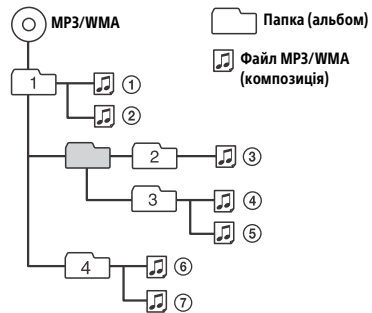 MP3/WMA
Папка (альбом)
Файл MP3/WMA
(композиція)
1
①
②
2
③
3
④
⑤
4
⑥
⑦